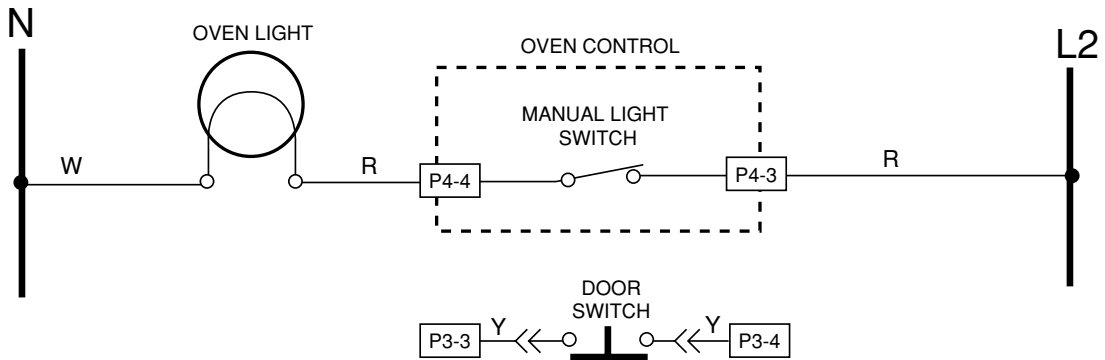 N
OVEN LIGHT
OVEN CONTROL
L2
MANUAL LIGHT
SWITCH
W
R
P4-4
P4-3
R
DOOR
SWITCH
P3-3
Y
Y
P3-4